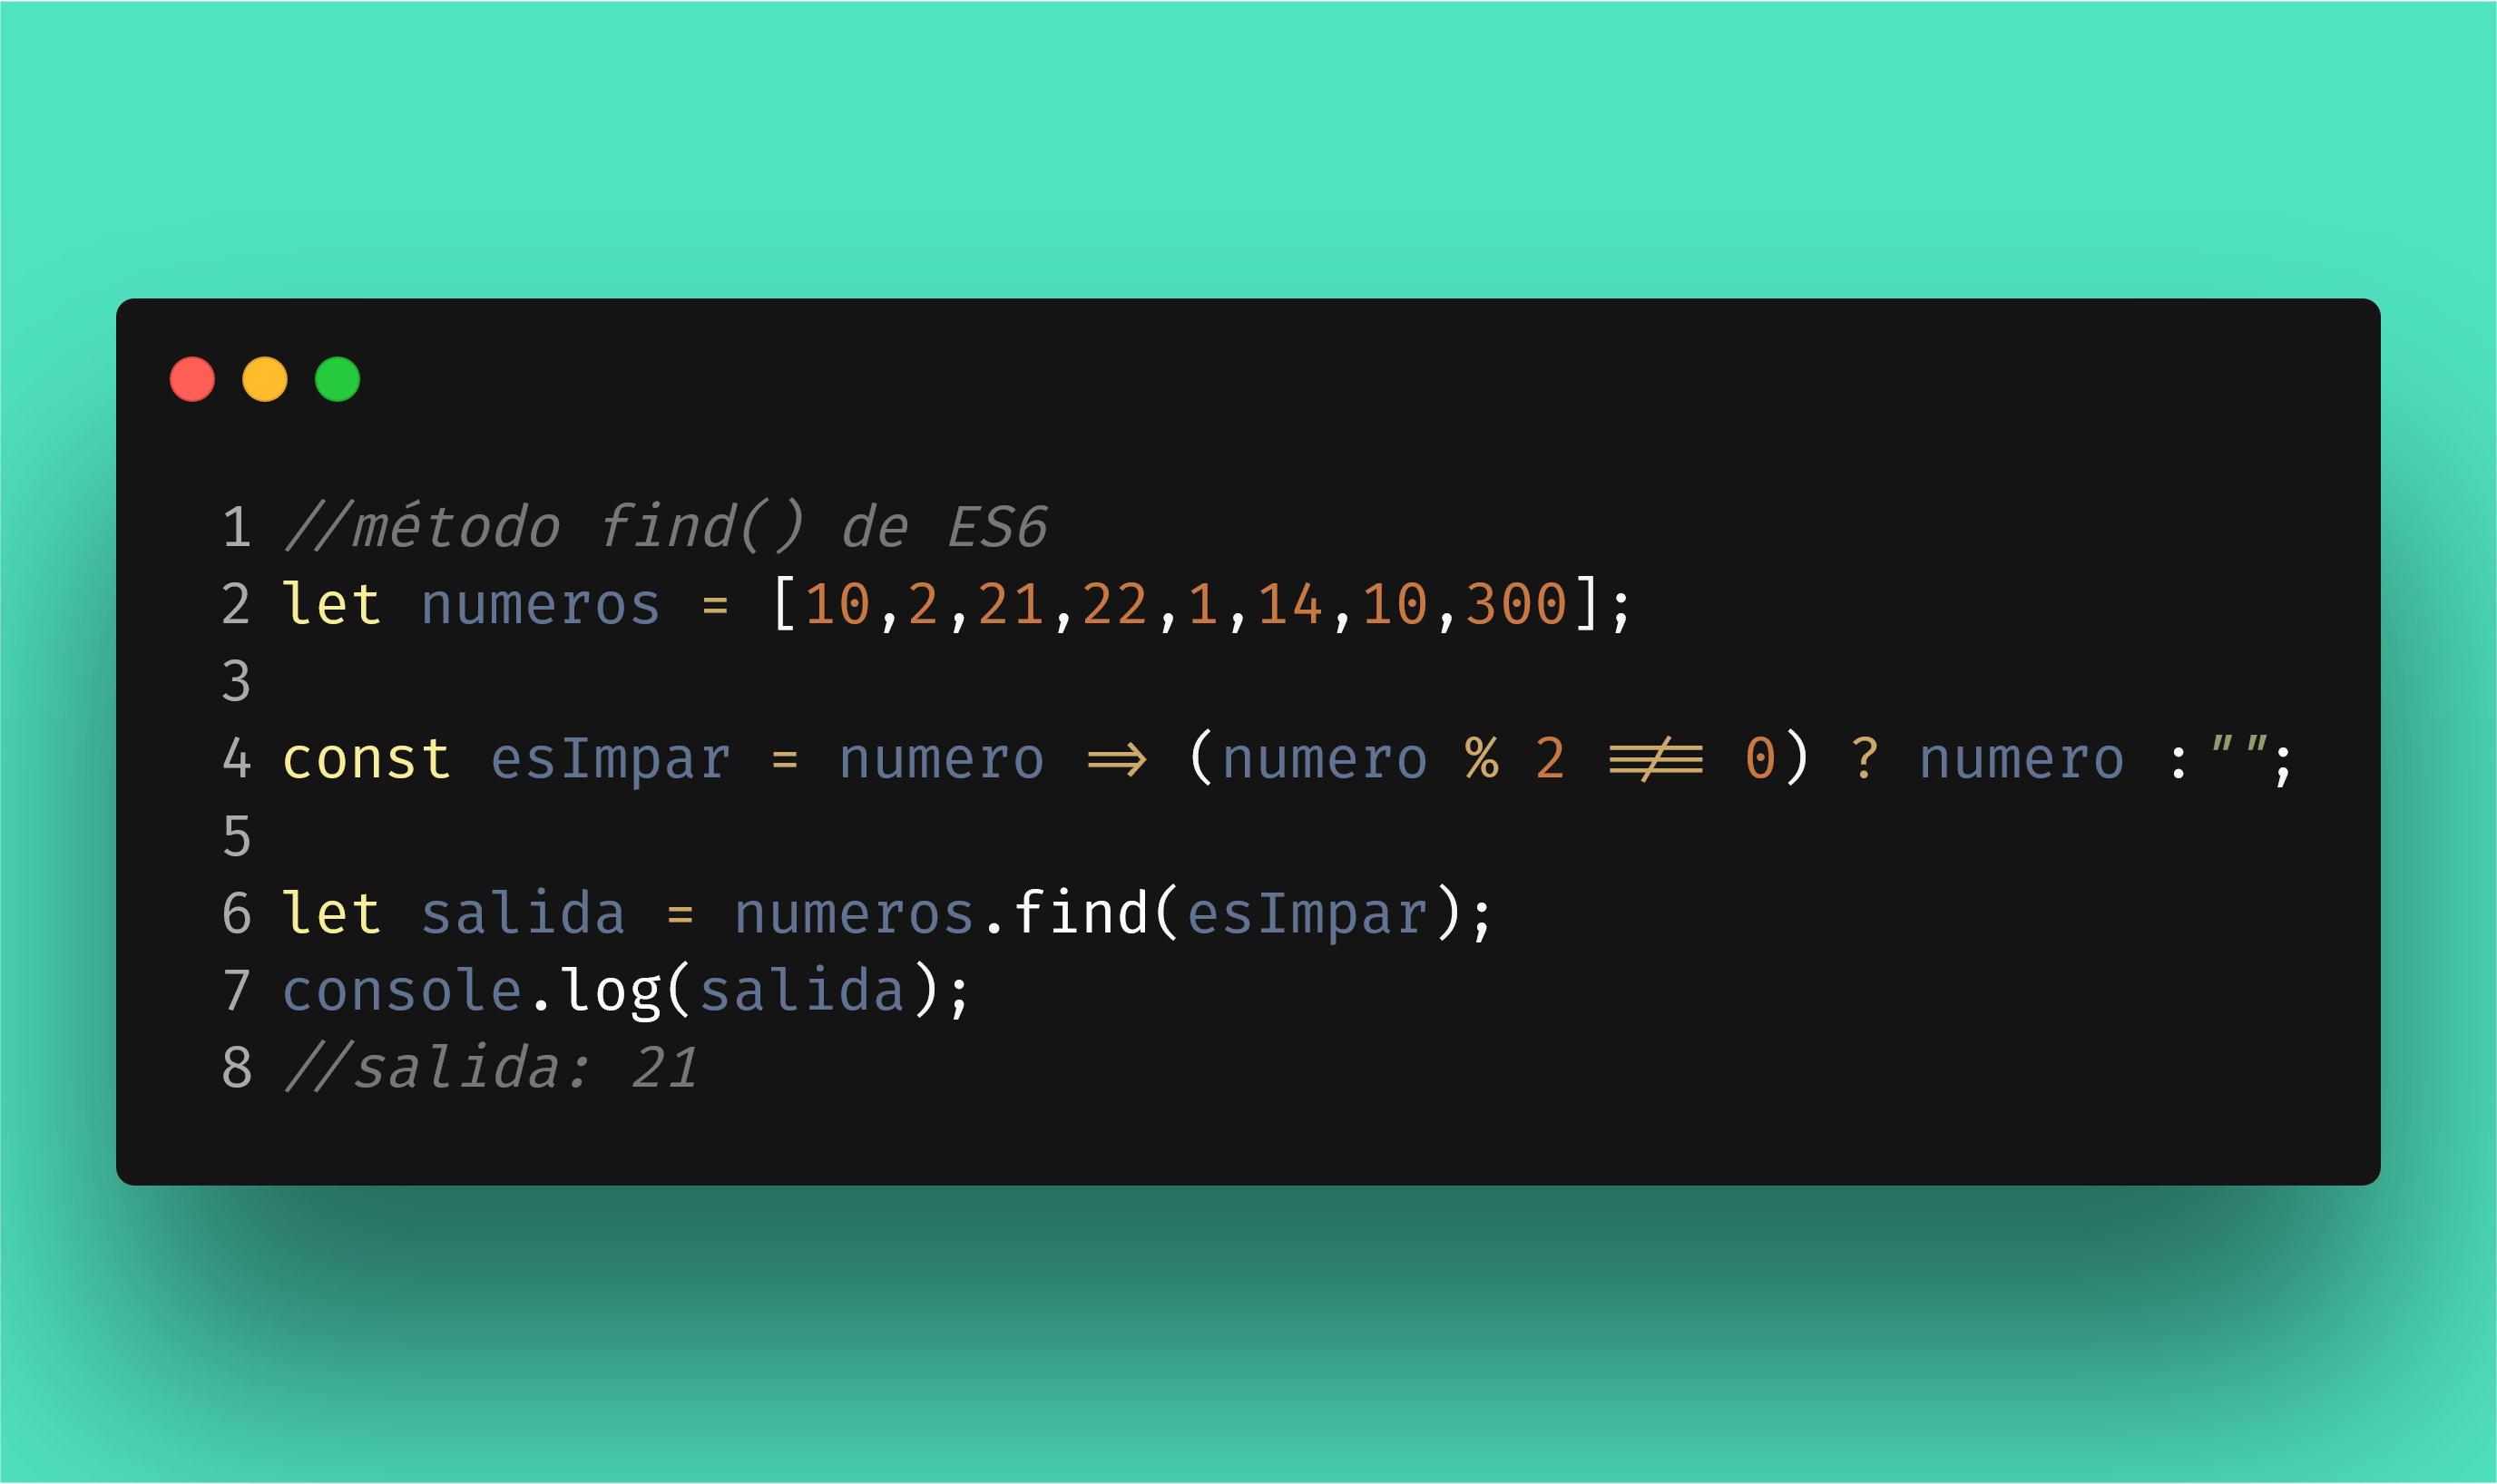 1 //método find() de ES6
2 let numeros = [10,2,21,22,1,14,10,300];
3
4 const esImpar = numero => (numero % 2 !== 0) ? numero :"";
5
6 let salida = numeros.find(esImpar);
7 console.log(salida);
8 //salida: 21